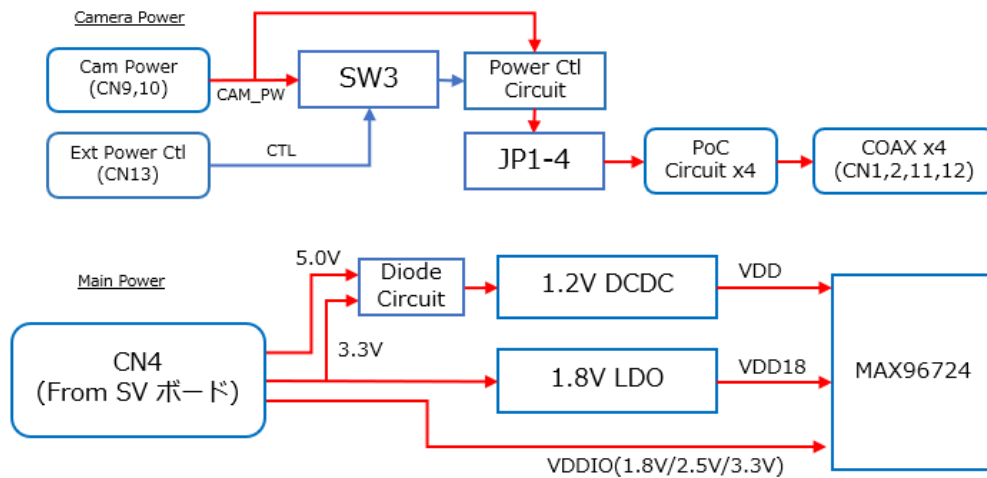 Camera Power
Cam Power
(CN9,10)
CAM_PW
SW3
Power Ctl
Circuit
Ext Power Ctl
(CN13)
CTL
JP1-4
PoC
Circuit x4
COAX x4
(CN1,2,11,12)
Main Power
5.0V
Diode
Circuit
1.2V DCDC
VDD
CN4
(From SV ボード)
3.3V
1.8V LDO
VDD18
MAX96724
VDDIO(1.8V/2.5V/3.3V)